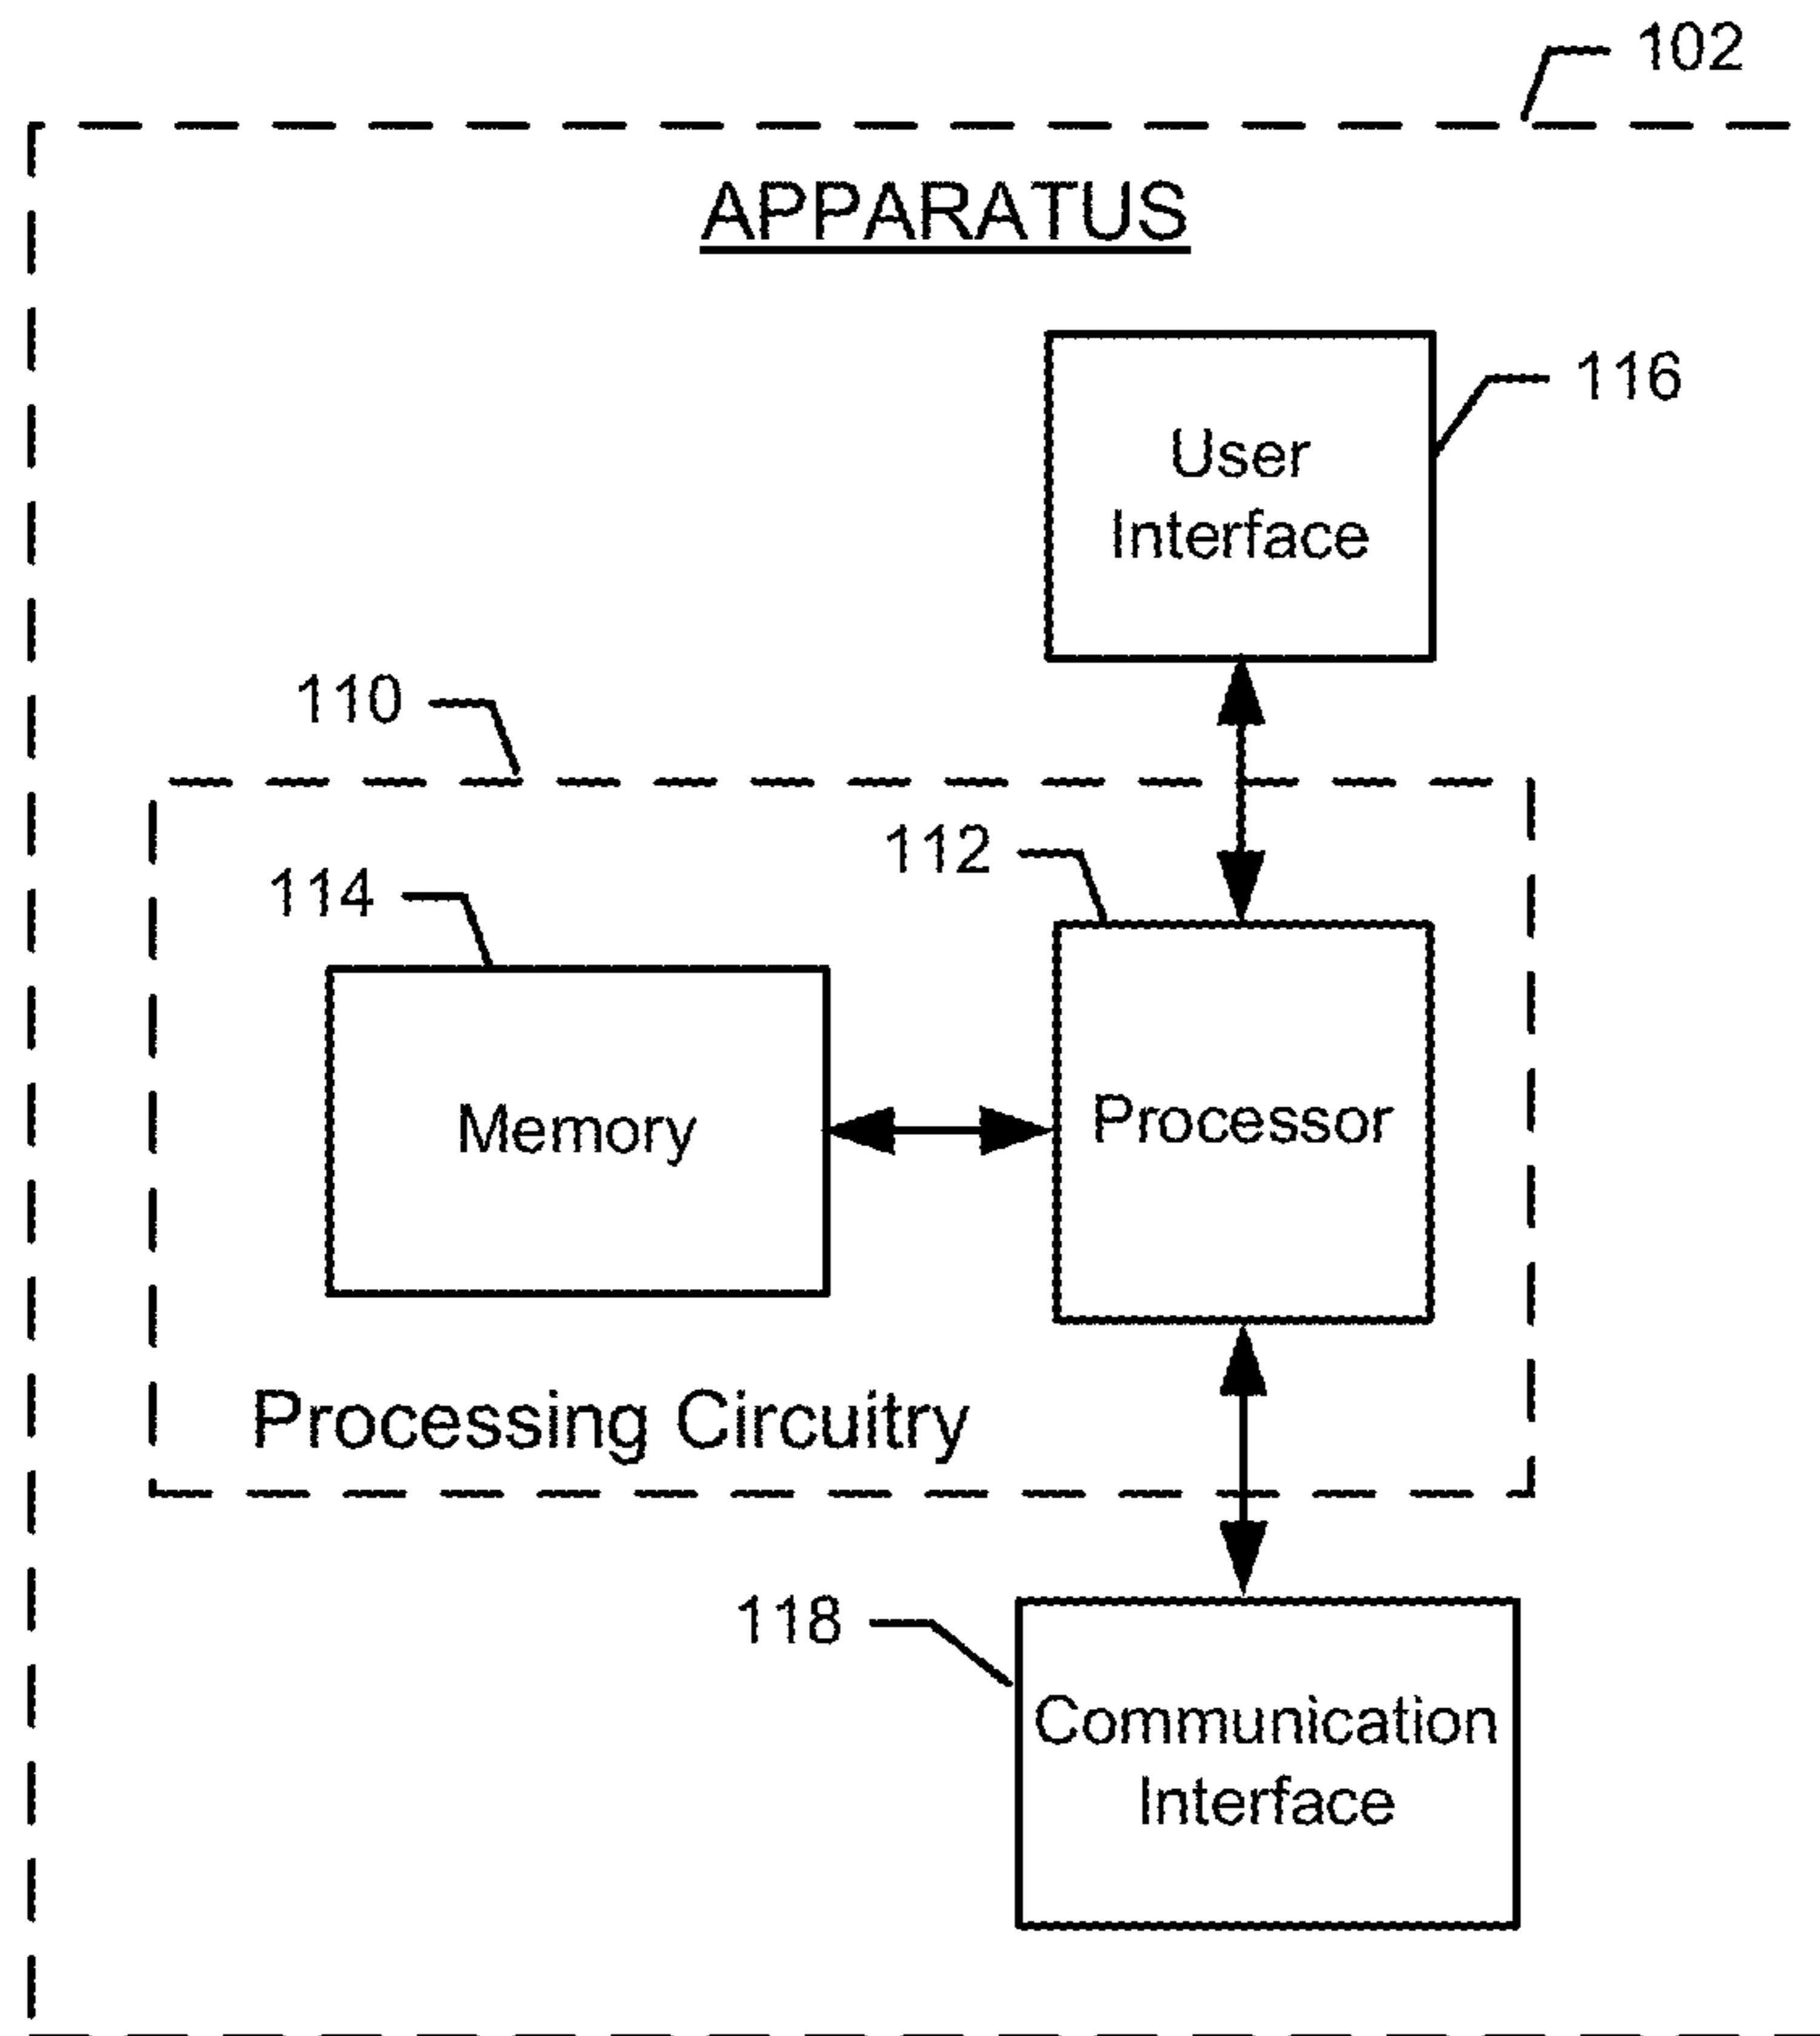 102
APPARATUS
116
User
Interface
110
112
114
Memory
Processor
Processing Circuitry
118
Communication
Interface